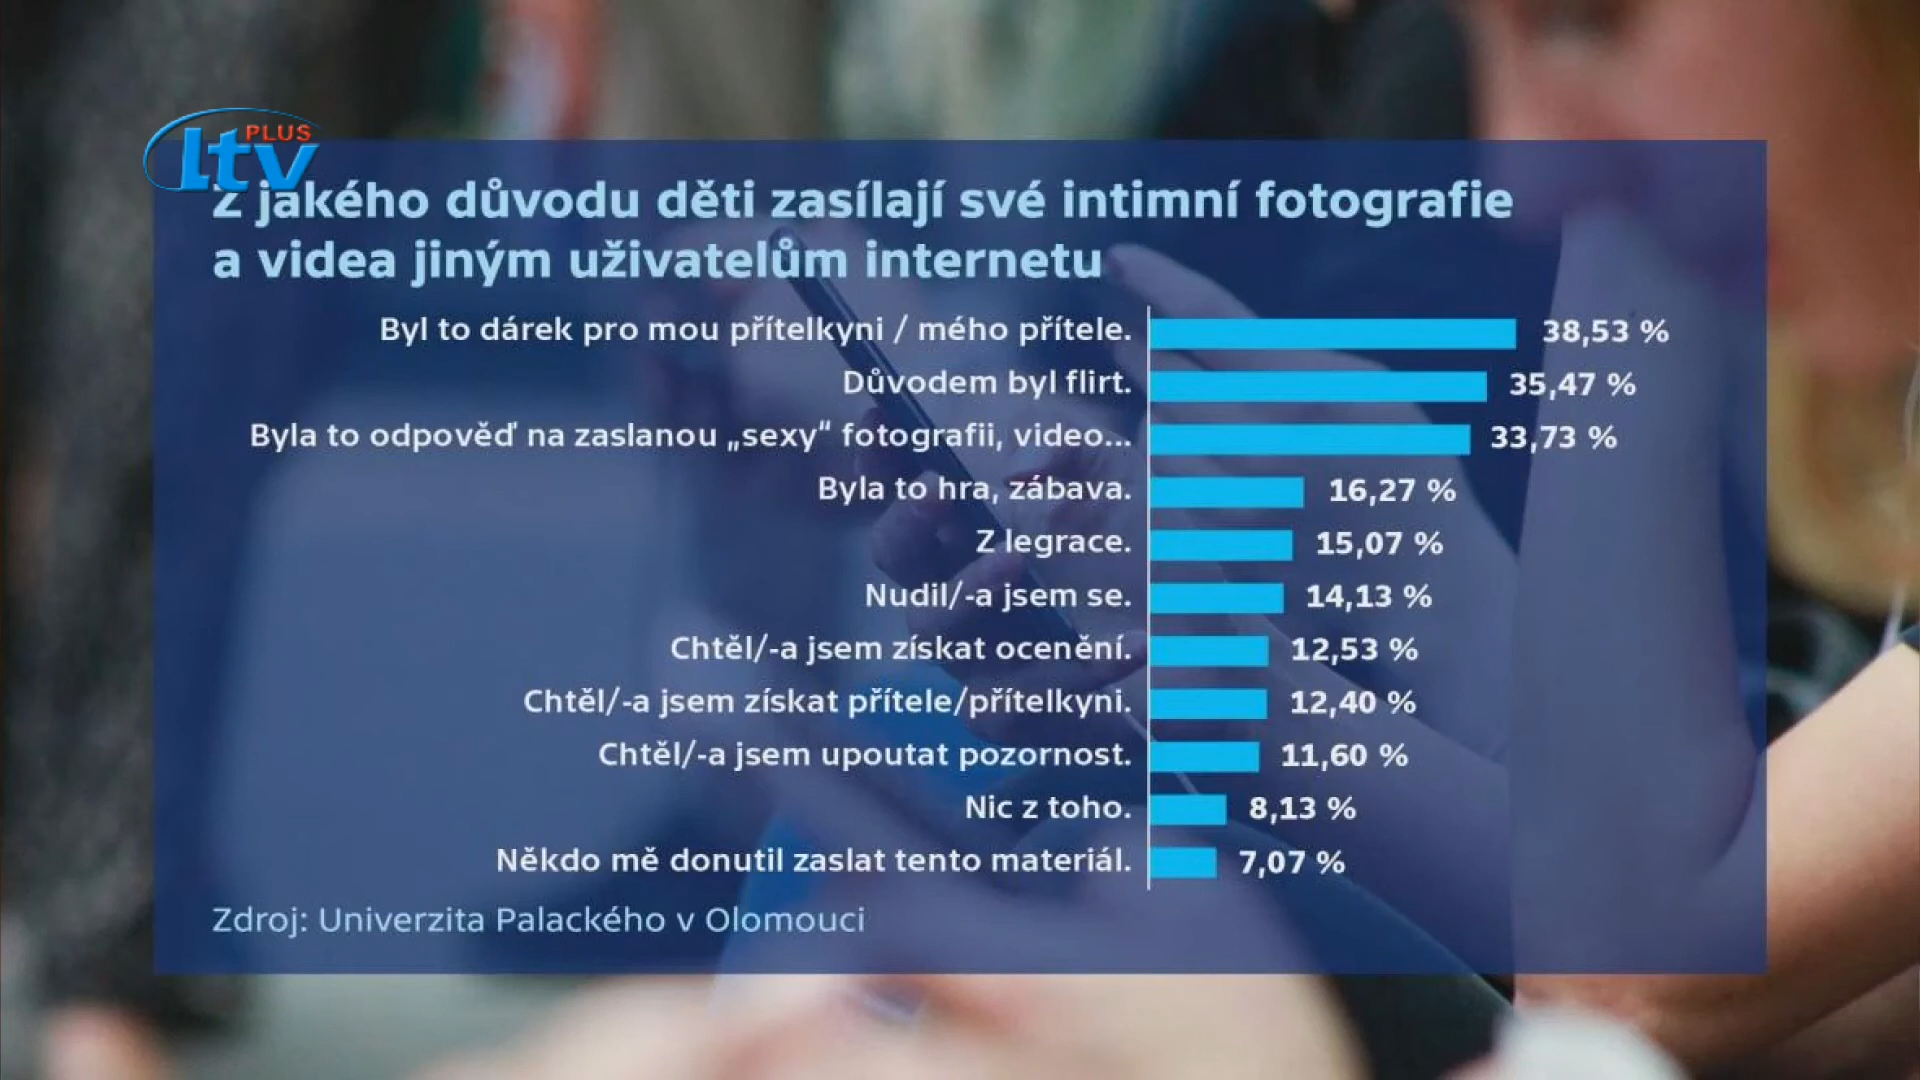 ltv PLUS
Z jakého důvodu děti zasílají své intimní fotografie
a videa jiným uživatelům internetu
Byl to dárek pro mou přítelkyni / mého přítele. 38,53 %
Důvodem byl flirt. 35,47 %
Byla to odpověď na zaslanou „sexy“ fotografii, video... 33,73 %
Byla to hra, zábava. 16,27 %
Z legrace. 15,07 %
Nudil/-a jsem se. 14,13 %
Chtěl/-a jsem získat ocenění. 12,53 %
Chtěl/-a jsem získat přítele/přítelkyni. 12,40 %
Chtěl/-a jsem upoutat pozornost. 11,60 %
Nic z toho. 8,13 %
Někdo mě donutil zaslat tento materiál. 7,07 %
Zdroj: Univerzita Palackého v Olomouci